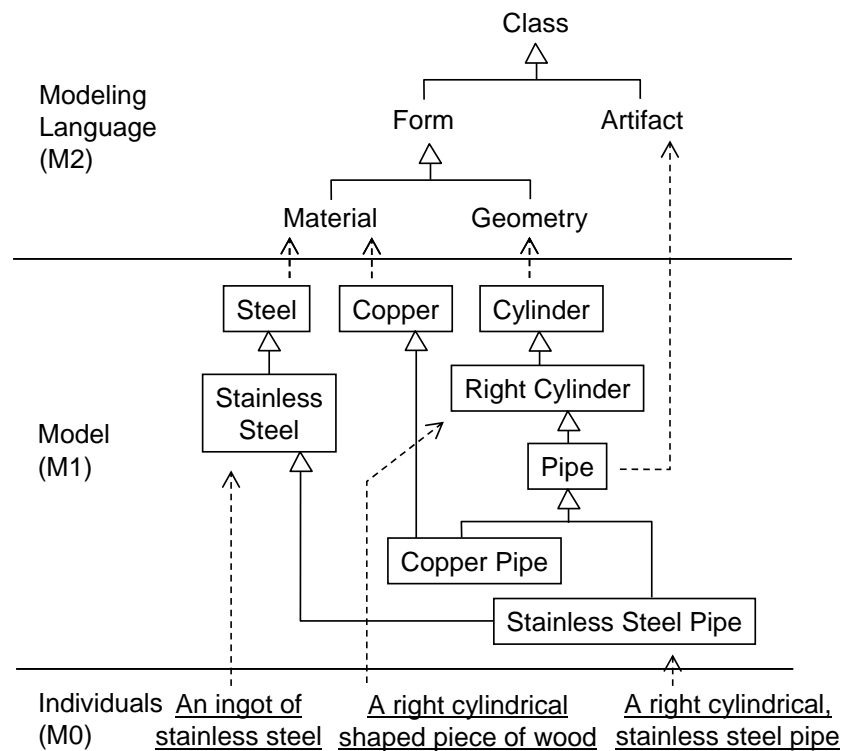 Class
Modeling
Language
(M2)
Form
Artifact
Material
Geometry
Steel
Copper
Cylinder
Stainless
Steel
Right Cylinder
Model
(M1)
Pipe
Copper Pipe
Stainless Steel Pipe
Individuals
(M0)
An ingot of
stainless steel
A right cylindrical
shaped piece of wood
A right cylindrical,
stainless steel pipe